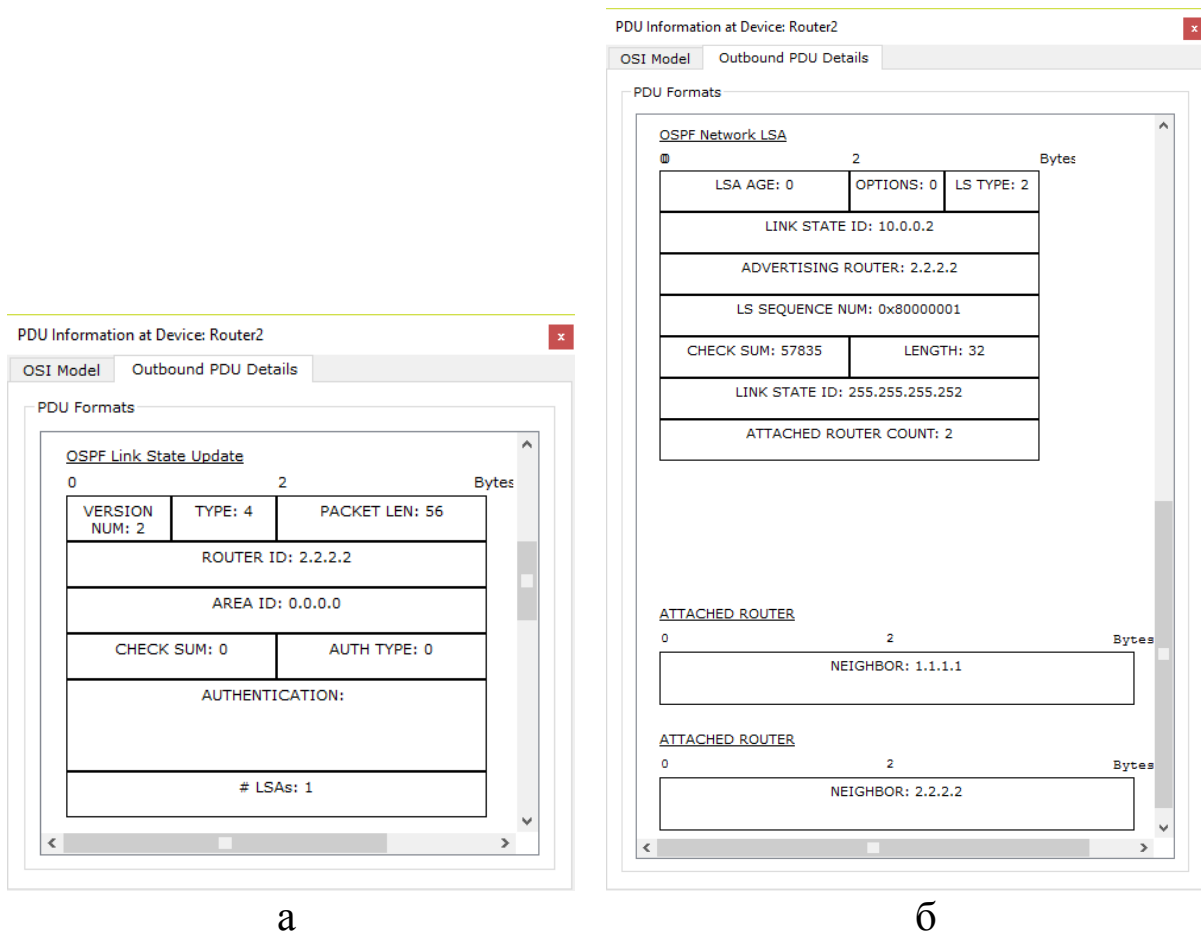 PDU Information at Device: Router2
x
OSI Model Outbound PDU Details
PDU Formats
OSPF Link State Update
0 2 Bytes
VERSION NUM: 2 TYPE: 4 PACKET LEN: 56
ROUTER ID: 2.2.2.2
AREA ID: 0.0.0.0
CHECK SUM: 0 AUTH TYPE: 0
AUTHENTICATION:
# LSAs: 1
а
PDU Information at Device: Router2
x
OSI Model Outbound PDU Details
PDU Formats
OSPF Network LSA
0 2 Bytes
LSA AGE: 0 OPTIONS: 0 LS TYPE: 2
LINK STATE ID: 10.0.0.2
ADVERTISING ROUTER: 2.2.2.2
LS SEQUENCE NUM: 0x80000001
CHECK SUM: 57835 LENGTH: 32
LINK STATE ID: 255.255.255.252
ATTACHED ROUTER COUNT: 2
ATTACHED ROUTER
0 2 Bytes
NEIGHBOR: 1.1.1.1
ATTACHED ROUTER
0 2 Bytes
NEIGHBOR: 2.2.2.2
б